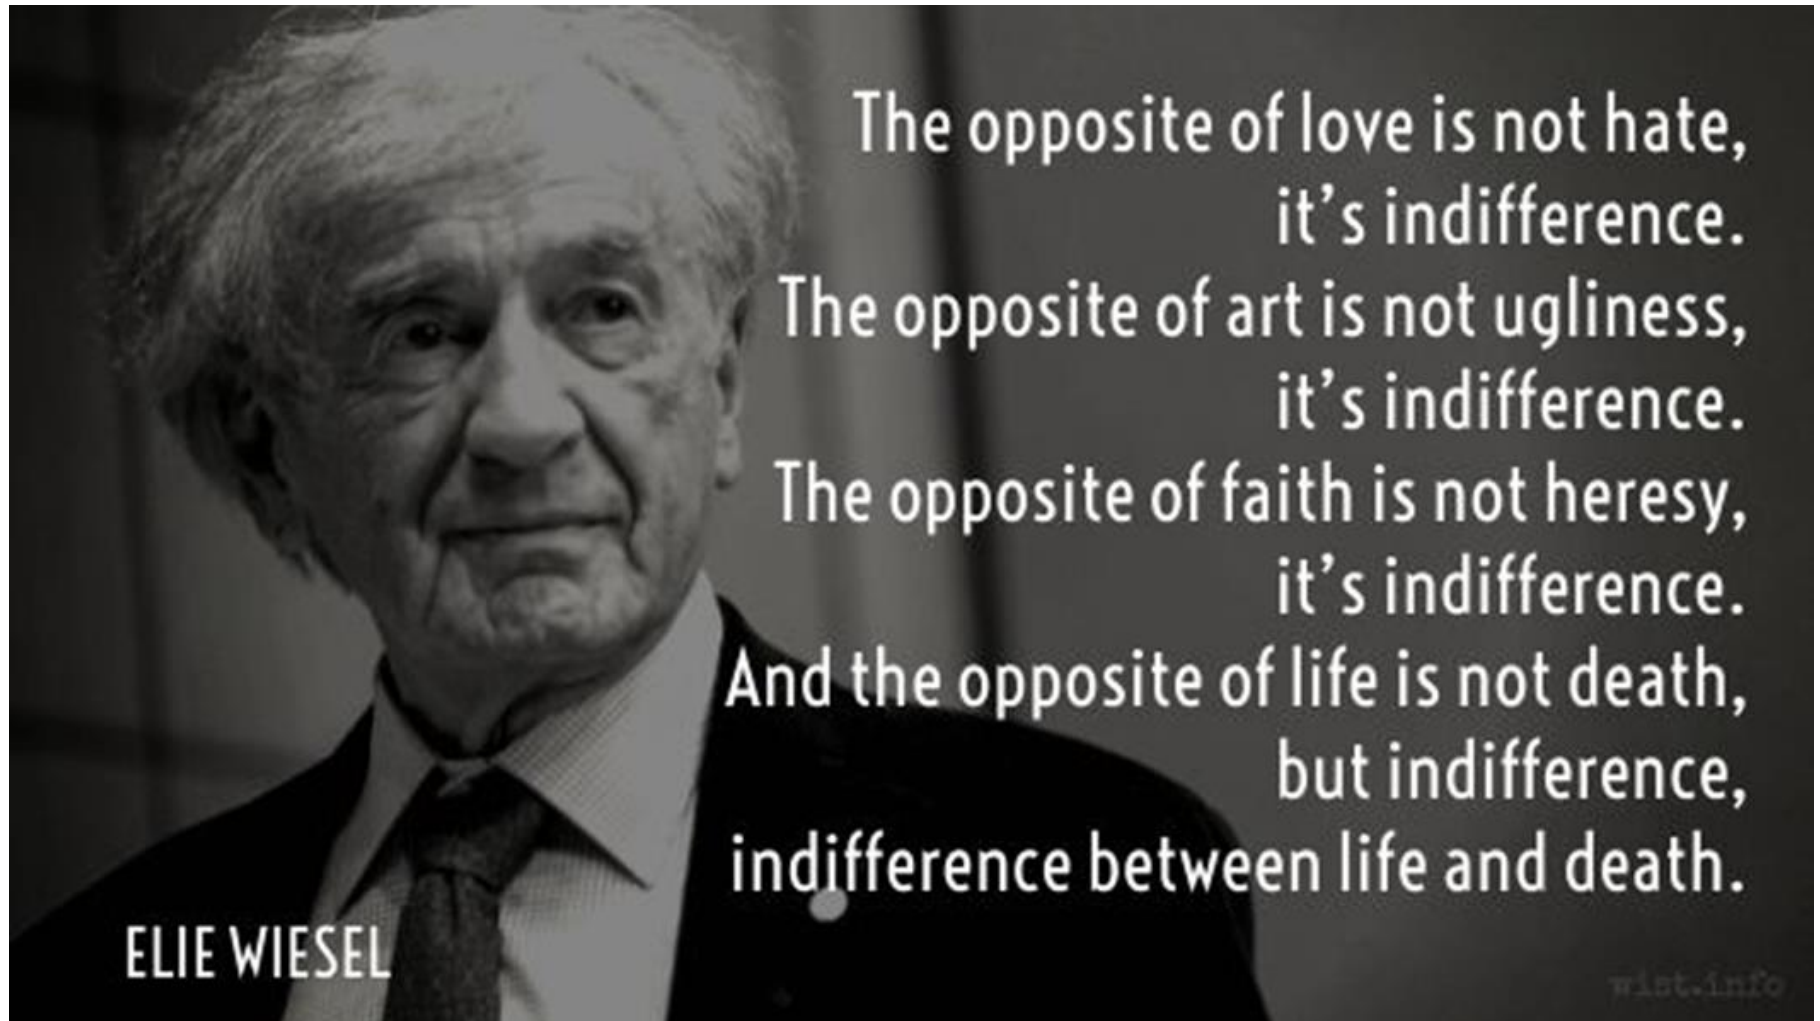 The opposite of love is not hate,
it’s indifference.
The opposite of art is not ugliness,
it’s indifference.
The opposite of faith is not heresy,
it’s indifference.
And the opposite of life is not death,
but indifference,
indifference between life and death.
ELIE WIESEL
wist.info